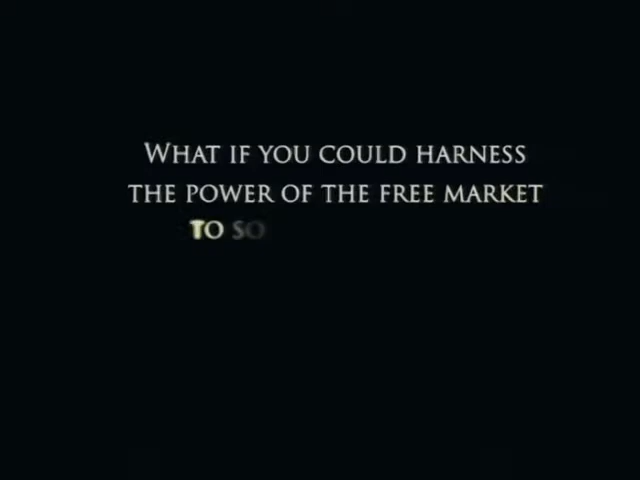 WHAT IF YOU COULD HARNESS
THE POWER OF THE FREE MARKET
TO SO